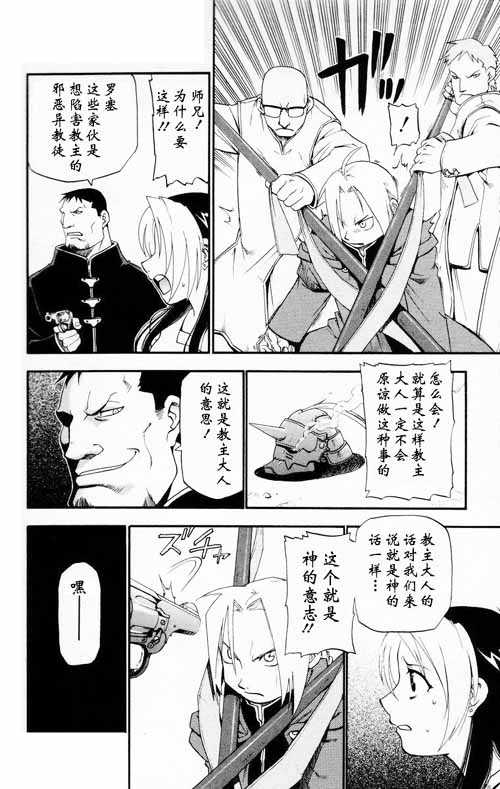 ！
ガッ
师兄！
为什么要
这样！！
罗塞
这些家伙是
想陷害教主的
邪恶异教徒
怎么会！
就算是这样教主
大人一定不会
原谅做这种事的
这就是教主大人
的意思！
教主大人的
话对我们来
说就是神的
话一样…
这个就是
神的意志！！
ズチャ
嘿——